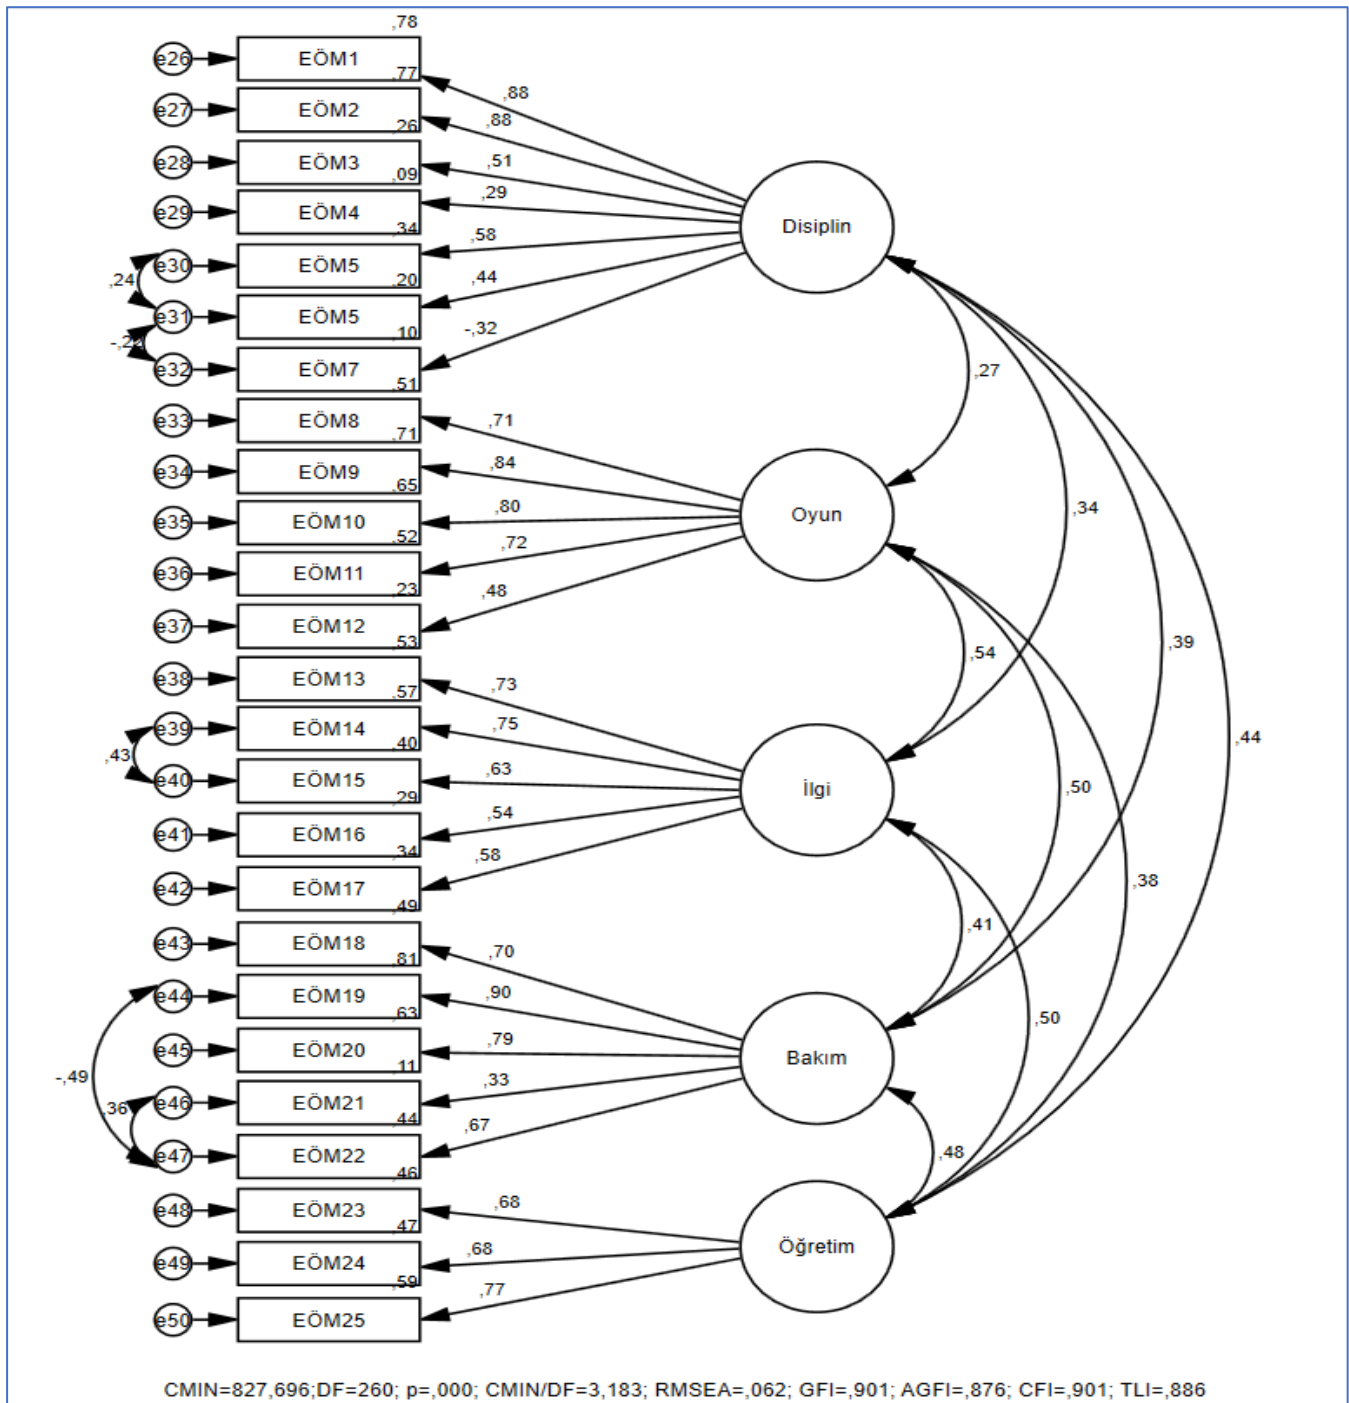 ,78
e26 EÖM1 ,77
,88
e27 EÖM2 ,26
,88
e28 EÖM3 ,09
,51
e29 EÖM4 ,34
,29
Disiplin
e30 EÖM5 ,20
,58
,24
e31 EÖM5 ,10
,44
e32 EÖM7 ,51
-,32
,27
e33 EÖM8 ,71
,71
e34 EÖM9 ,65
,84
e35 EÖM10 ,52
,80
Oyun
,34
e36 EÖM11 ,23
,72
e37 EÖM12 ,53
,48
,54
,39
e38 EÖM13 ,57
,73
e39 EÖM14 ,40
,75
,43
,44
e40 EÖM15 ,29
,63
İlgi
,50
e41 EÖM16 ,34
,54
e42 EÖM17 ,49
,58
,38
,41
e43 EÖM18 ,81
,70
e44 EÖM19 ,63
,90
,50
e45 EÖM20 ,11
,79
Bakım
-,49
e46 EÖM21 ,44
,33
,36
e47 EÖM22 ,46
,67
,48
e48 EÖM23 ,47
,68
Öğretim
e49 EÖM24 ,59
,68
e50 EÖM25
,77
CMIN=827,696;DF=260; p=,000; CMIN/DF=3,183; RMSEA=,062; GFI=,901; AGFI=,876; CFI=,901; TLI=,886